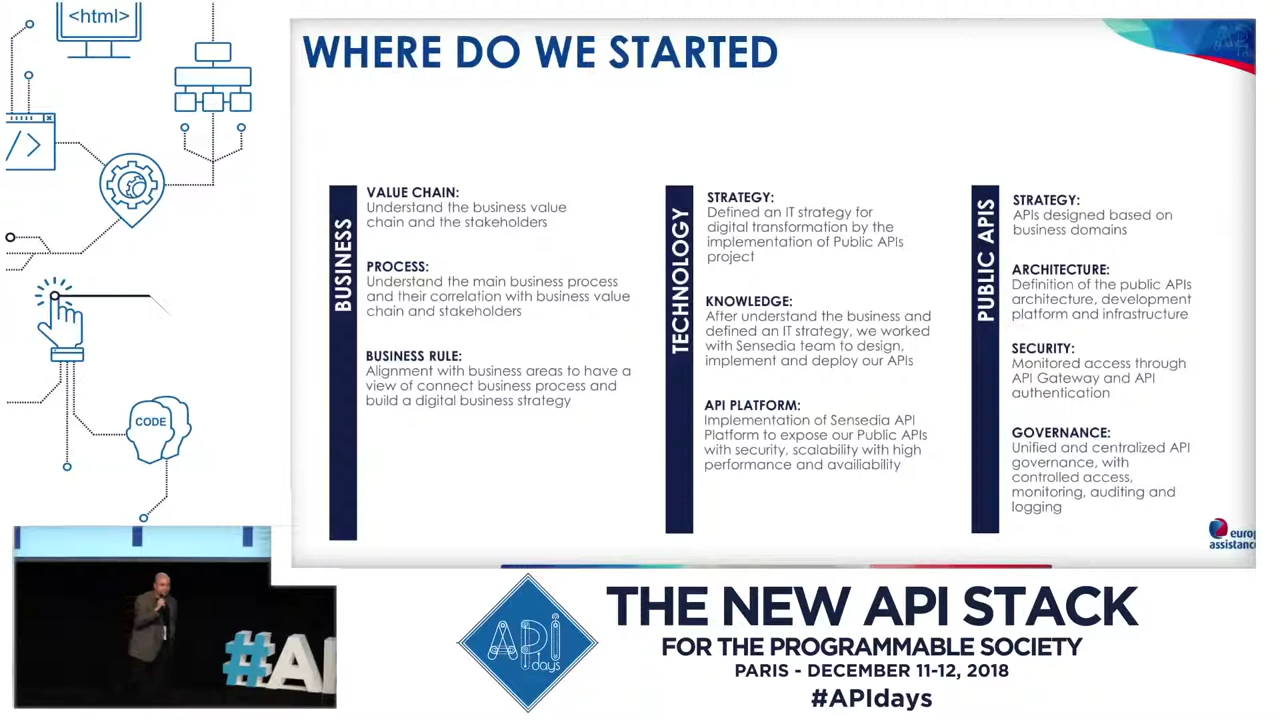 <html>
WHERE DO WE STARTED
</>
CODE
BUSINESS
VALUE CHAIN:
Understand the business value
chain and the stakeholders
PROCESS:
Understand the main business process
and their correlation with business value
chain and stakeholders
BUSINESS RULE:
Alignment with business areas to have a
view of connect business process and
build a digital business strategy
TECHNOLOGY
STRATEGY:
Defined an IT strategy for
digital transformation by the
implementation of Public APIs
project
KNOWLEDGE:
After understand the business and
defined an IT strategy, we worked
with Sensedia team to design,
implement and deploy our APIs
API PLATFORM:
Implementation of Sensedia API
Platform to expose our Public APIs
with security, scalability with high
performance and availiability
PUBLIC APIS
STRATEGY:
APIs designed based on
business domains
ARCHITECTURE:
Definition of the public APIs
architecture, development
platform and infrastructure
SECURITY:
Monitored access through
API Gateway and API
authentication
GOVERNANCE:
Unified and centralized API
governance, with
controlled access,
monitoring, auditing and
logging
europ
assistance
#A
API
days
THE NEW API STACK
FOR THE PROGRAMMABLE SOCIETY
PARIS - DECEMBER 11-12, 2018
#APIdays